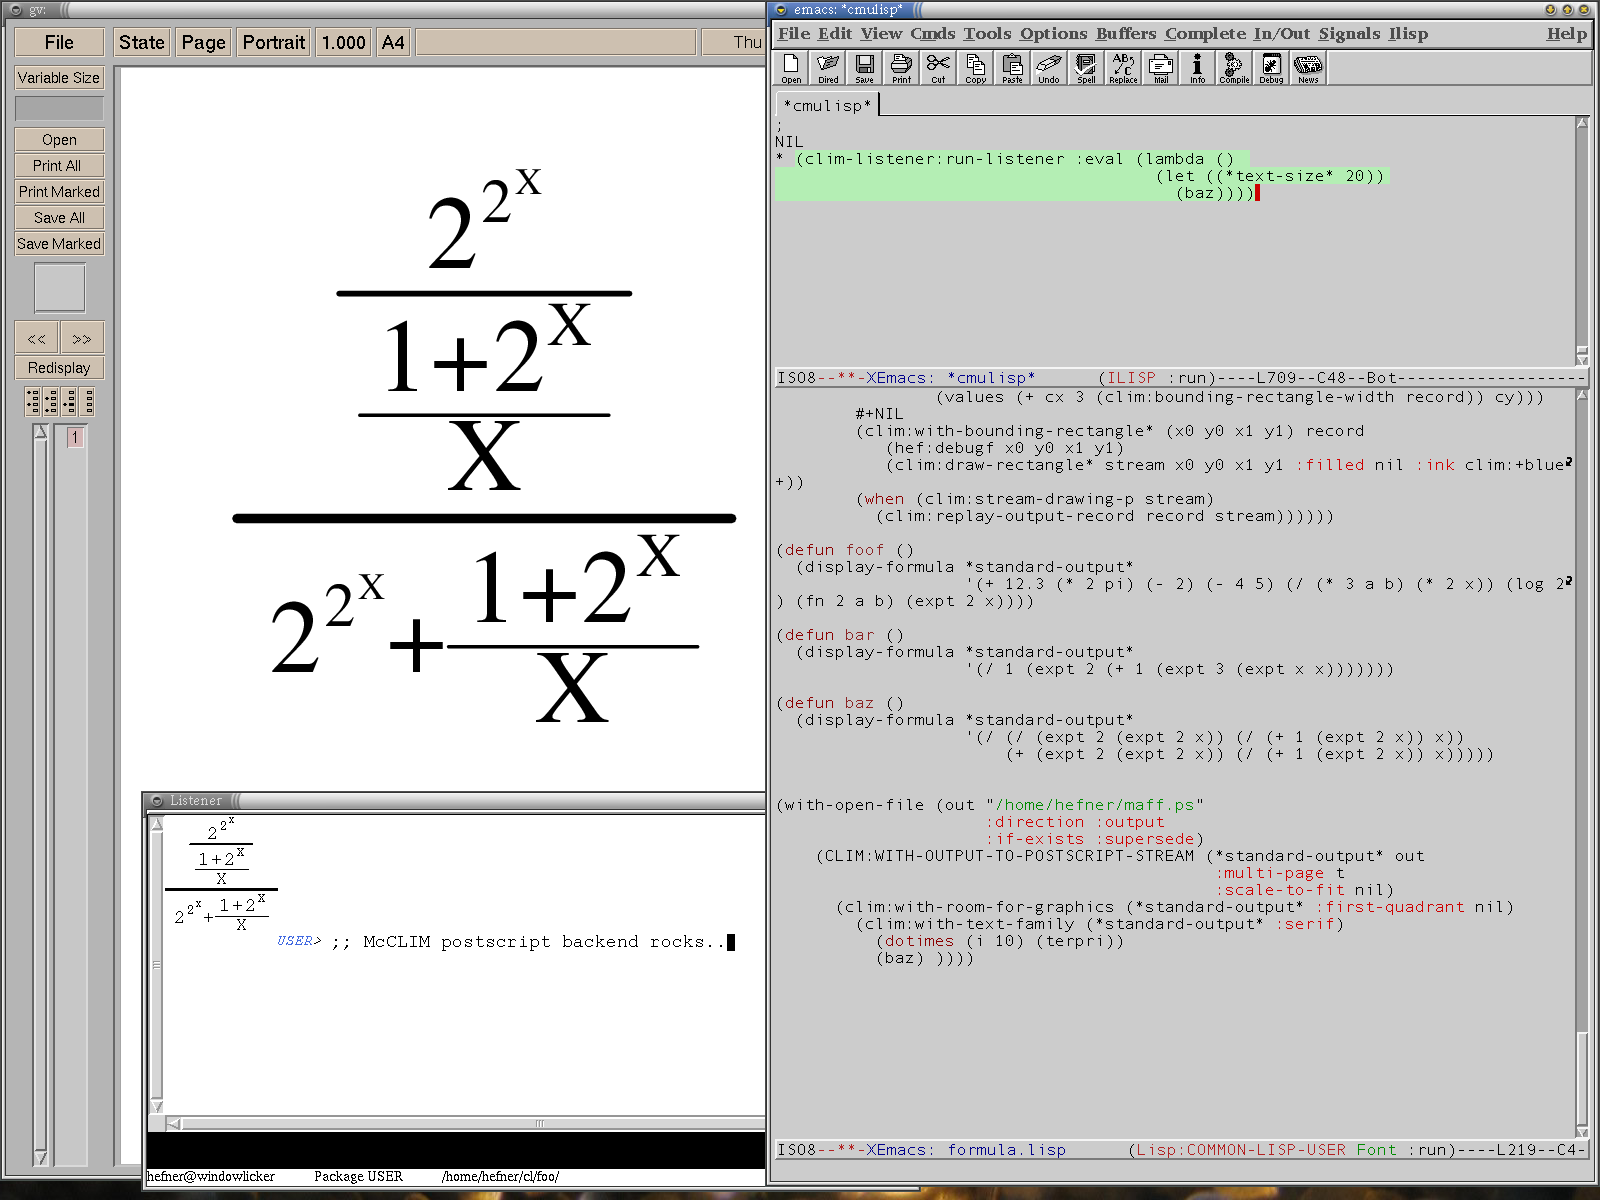 gv:
File
State
Page
Portrait
1.000
A4
Thu
Variable Size
Open
Print All
Print Marked
Save All
Save Marked
<<
>>
Redisplay
1
2 2 X
1+2 X
X
2 2 X + 1+2 X
X
Listener
2 2 X
1+2 X
X
2 2 X + 1+2 X
X
USER> ;; McCLIM postscript backend rocks..
hefner@windowlicker Package USER /home/hefner/cl/foo/
emacs: *cmulisp*
File Edit View Cmds Tools Options Buffers Complete In/Out Signals Ilisp Help
Open Dired Save Print Cut Copy Paste Undo Spell Replace Mail Info Compile Debug News
*cmulisp*
;
NIL
* (clim-listener:run-listener :eval (lambda ()
(let ((*text-size* 20))
(baz))))
ISO8--**-XEmacs: *cmulisp* (ILISP :run)----L709--C48--Bot-------------------
(values (+ cx 3 (clim:bounding-rectangle-width record)) cy)))
#+NIL
(clim:with-bounding-rectangle* (x0 y0 x1 y1) record
(hef:debugf x0 y0 x1 y1)
(clim:draw-rectangle* stream x0 y0 x1 y1 :filled nil :ink clim:+blue
+))
(when (clim:stream-drawing-p stream)
(clim:replay-output-record record stream))))))
(defun foof ()
(display-formula *standard-output*
'(+ 12.3 (* 2 pi) (- 2) (- 4 5) (/ (* 3 a b) (* 2 x)) (log 2
) (fn 2 a b) (expt 2 x))))
(defun bar ()
(display-formula *standard-output*
'(/ 1 (expt 2 (+ 1 (expt 3 (expt x x)))))))
(defun baz ()
(display-formula *standard-output*
'(/ (/ (expt 2 (expt 2 x)) (/ (+ 1 (expt 2 x)) x))
(+ (expt 2 (expt 2 x)) (/ (+ 1 (expt 2 x)) x)))))
(with-open-file (out "/home/hefner/maff.ps"
:direction :output
:if-exists :supersede)
(CLIM:WITH-OUTPUT-TO-POSTSCRIPT-STREAM (*standard-output* out
:multi-page t
:scale-to-fit nil)
(clim:with-room-for-graphics (*standard-output* :first-quadrant nil)
(clim:with-text-family (*standard-output* :serif)
(dotimes (i 10) (terpri))
(baz) ))))
ISO8--**-XEmacs: formula.lisp (Lisp:COMMON-LISP-USER Font :run)----L219--C4-